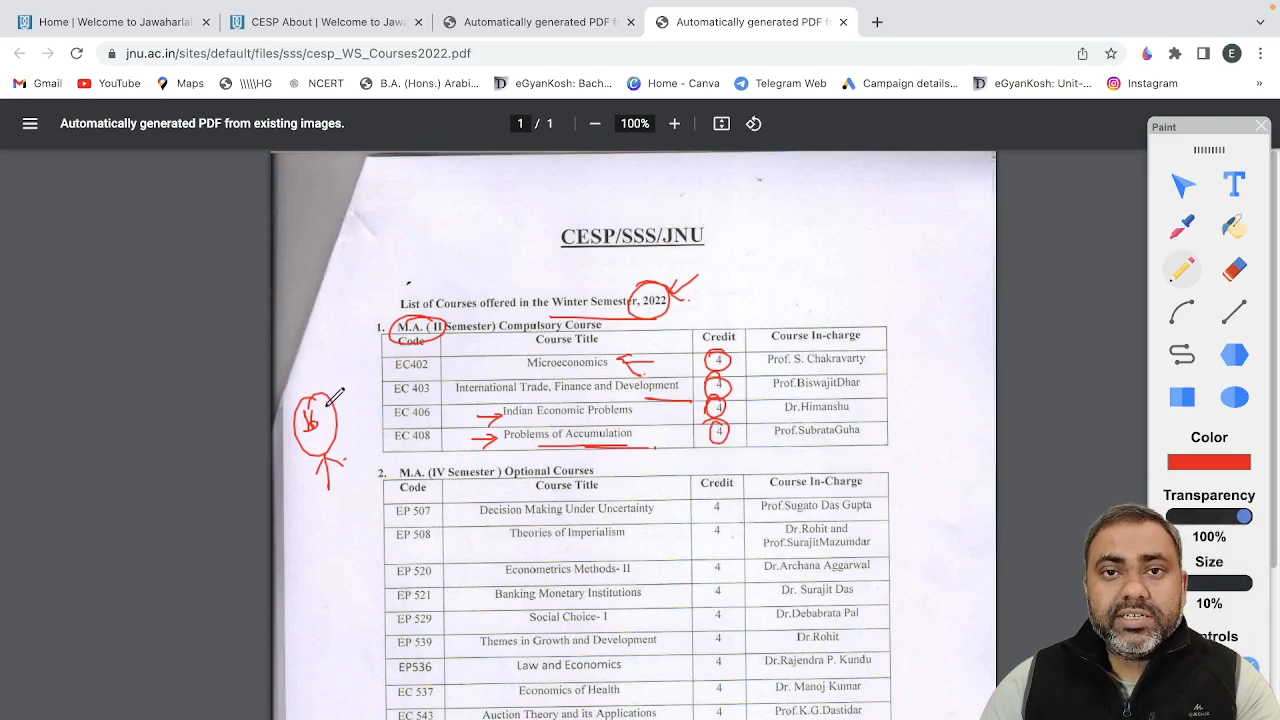 Home | Welcome to Jawaharlal
CESP About | Welcome to Jawa
Automatically generated PDF fr
Automatically generated PDF fr
jnu.ac.in/sites/default/files/sss/cesp_WS_Courses2022.pdf
E
Gmail
YouTube
Maps
\\\\\HG
NCERT
B.A. (Hons.) Arabi...
eGyanKosh: Bach...
Home - Canva
Telegram Web
Campaign details...
eGyanKosh: Unit-...
Instagram
»
Automatically generated PDF from existing images.
1 / 1
100%
Paint
CESP/SSS/JNU
List of Courses offered in the Winter Semester, 2022
1. M.A. ( II Semester) Compulsory Course
Code Course Title Credit Course In-charge
EC402 Microeconomics 4 Prof. S. Chakravarty
EC 403 International Trade, Finance and Development 4 Prof.BiswajitDhar
EC 406 Indian Economic Problems 4 Dr.Himanshu
EC 408 Problems of Accumulation 4 Prof.SubrataGuha
16
2. M.A. (IV Semester ) Optional Courses
Code Course Title Credit Course In-Charge
EP 507 Decision Making Under Uncertainty 4 Prof.Sugato Das Gupta
EP 508 Theories of Imperialism 4 Dr.Rohit and
Prof.SurajitMazumdar
EP 520 Econometrics Methods- II 4 Dr.Archana Aggarwal
EP 521 Banking Monetary Institutions 4 Dr. Surajit Das
EP 529 Social Choice- I 4 Dr.Debabrata Pal
EP 539 Themes in Growth and Development 4 Dr.Rohit
EP536 Law and Economics 4 Dr.Rajendra P. Kundu
EC 537 Economics of Health 4 Dr. Manoj Kumar
EC 543 Auction Theory and its Applications 4 Prof.K.G.Dastidar
T
Color
Transparency
100%
Size
10%
ntrols